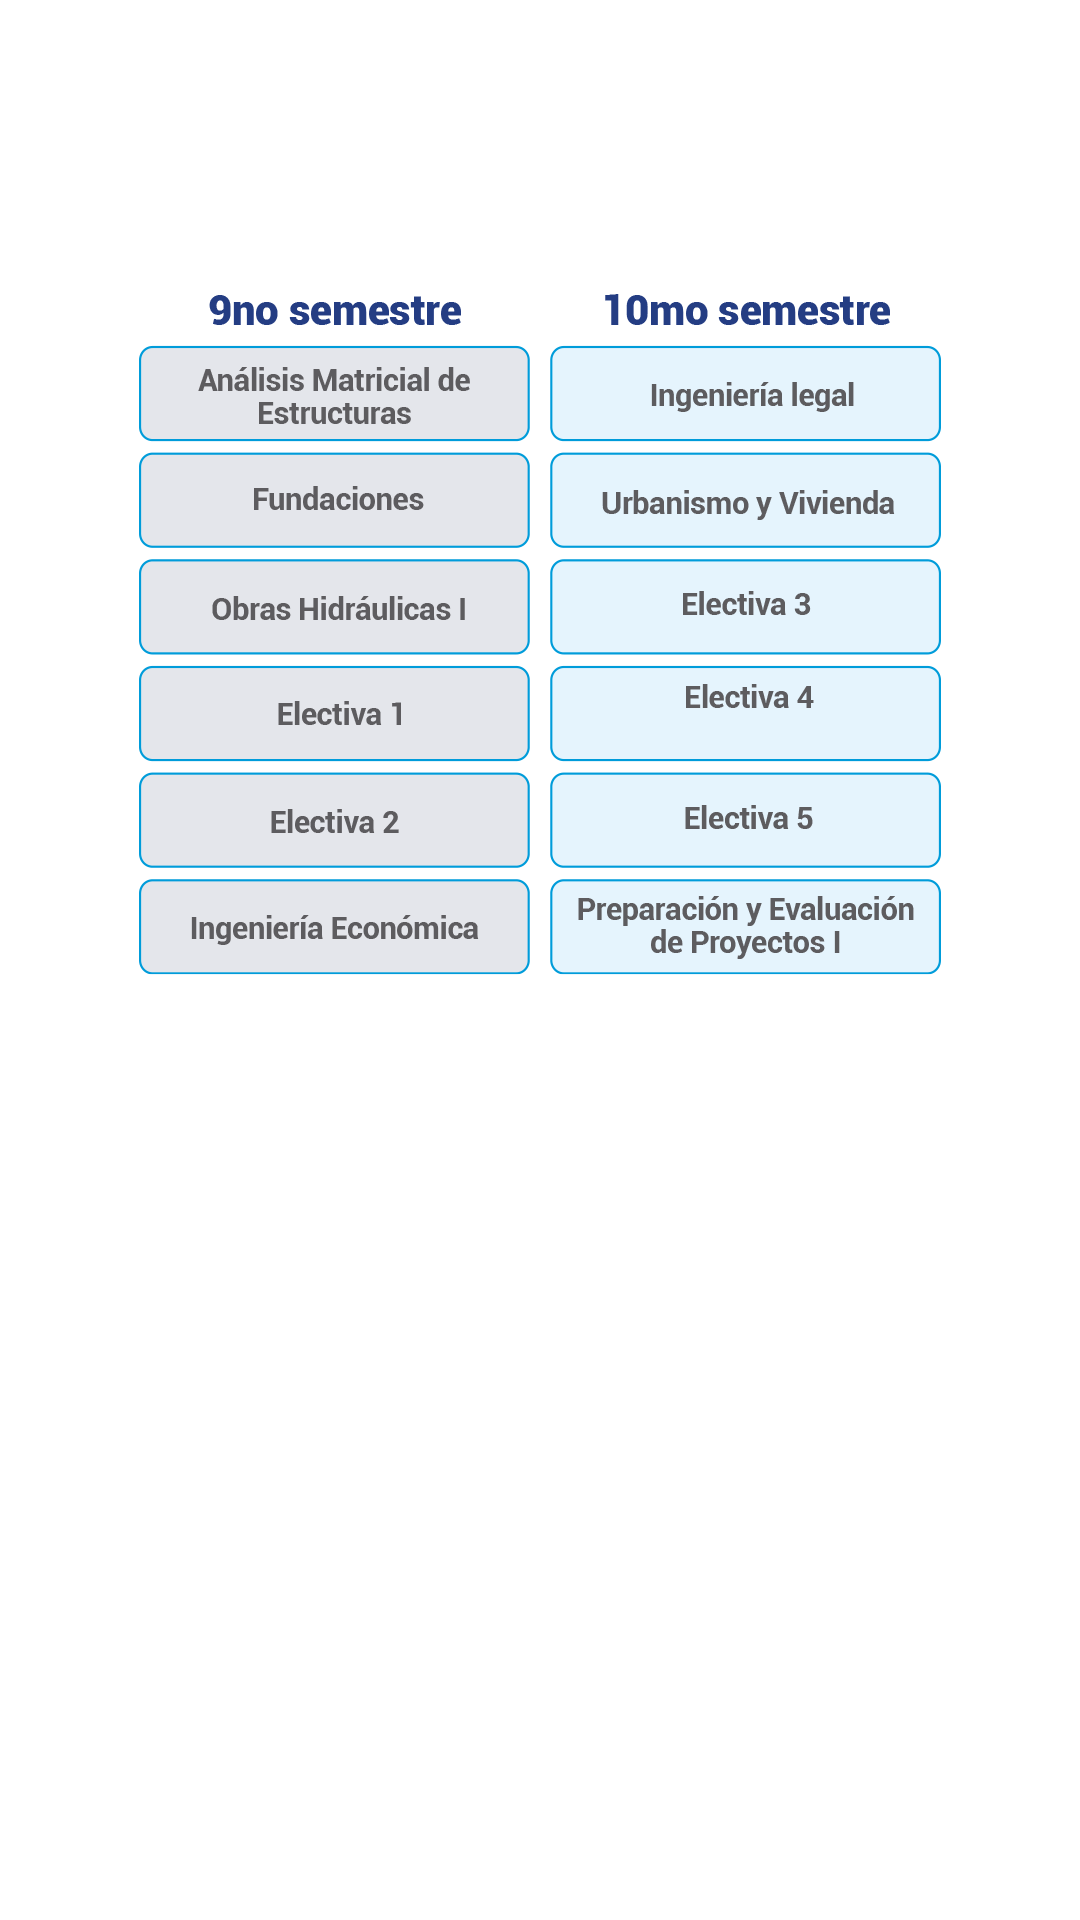 9no semestre
Análisis Matricial de
Estructuras
Fundaciones
Obras Hidráulicas I
Electiva 1
Electiva 2
Ingeniería Económica
10mo semestre
Ingeniería legal
Urbanismo y Vivienda
Electiva 3
Electiva 4
Electiva 5
Preparación y Evaluación
de Proyectos I